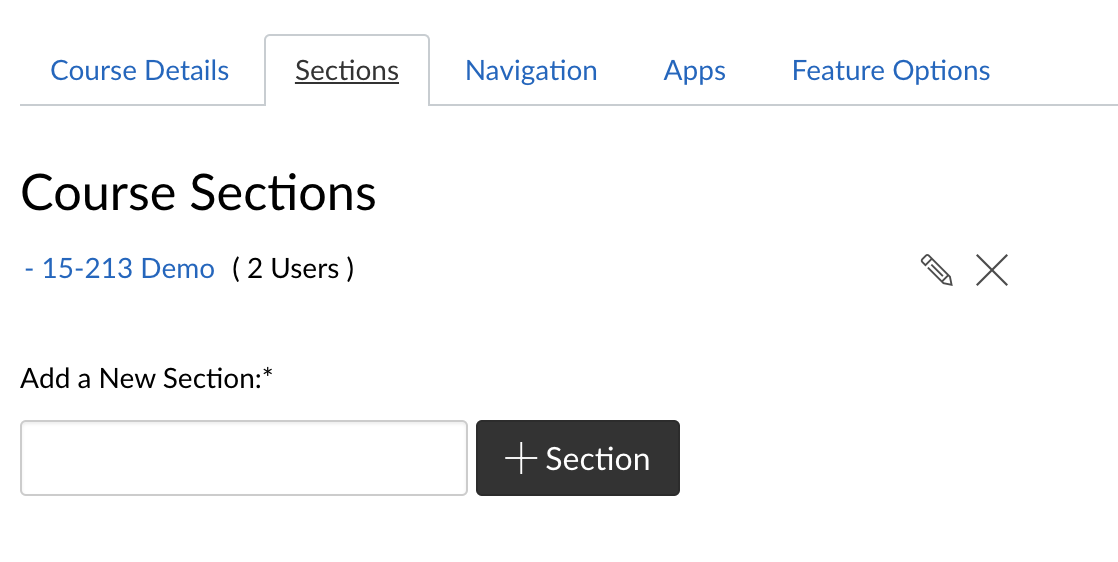 Course Details Sections Navigation Apps Feature Options
Course Sections
- 15-213 Demo ( 2 Users )
Add a New Section:*
+ Section